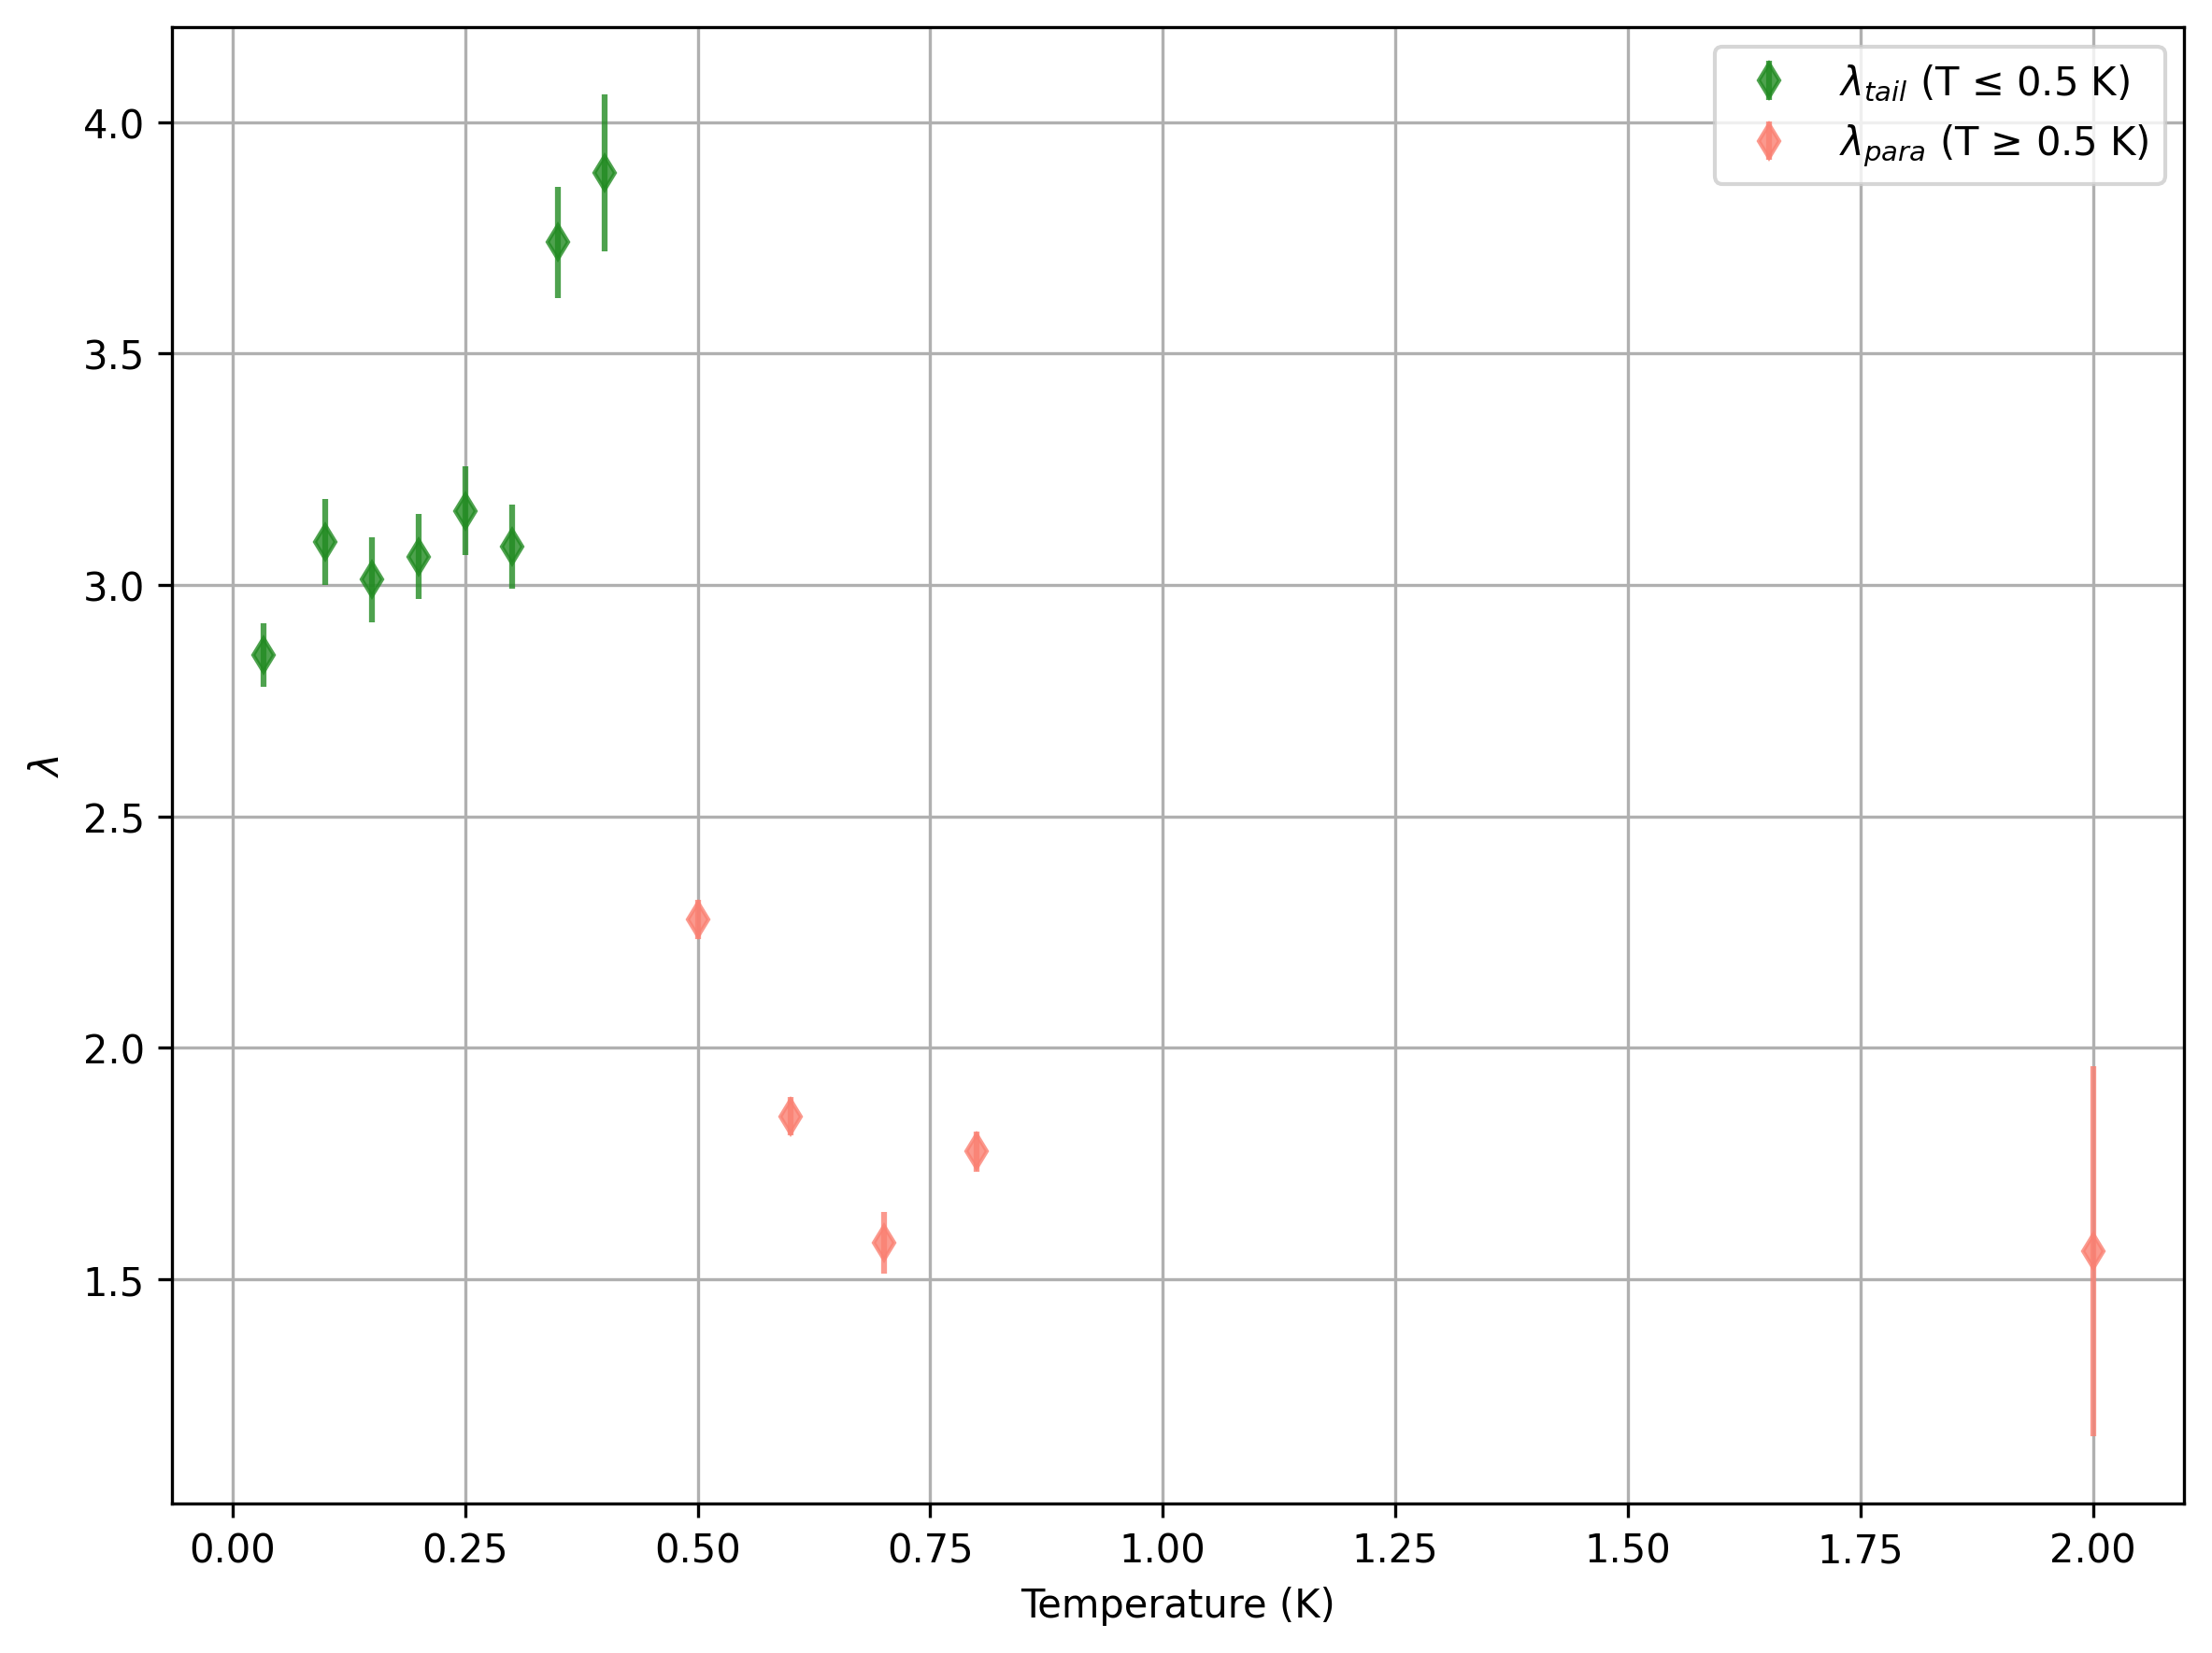 λtail (T ≤ 0.5 K)
λpara (T ≥ 0.5 K)
4.0
3.5
3.0
2.5
2.0
1.5
λ
0.00 0.25 0.50 0.75 1.00 1.25 1.50 1.75 2.00
Temperature (K)